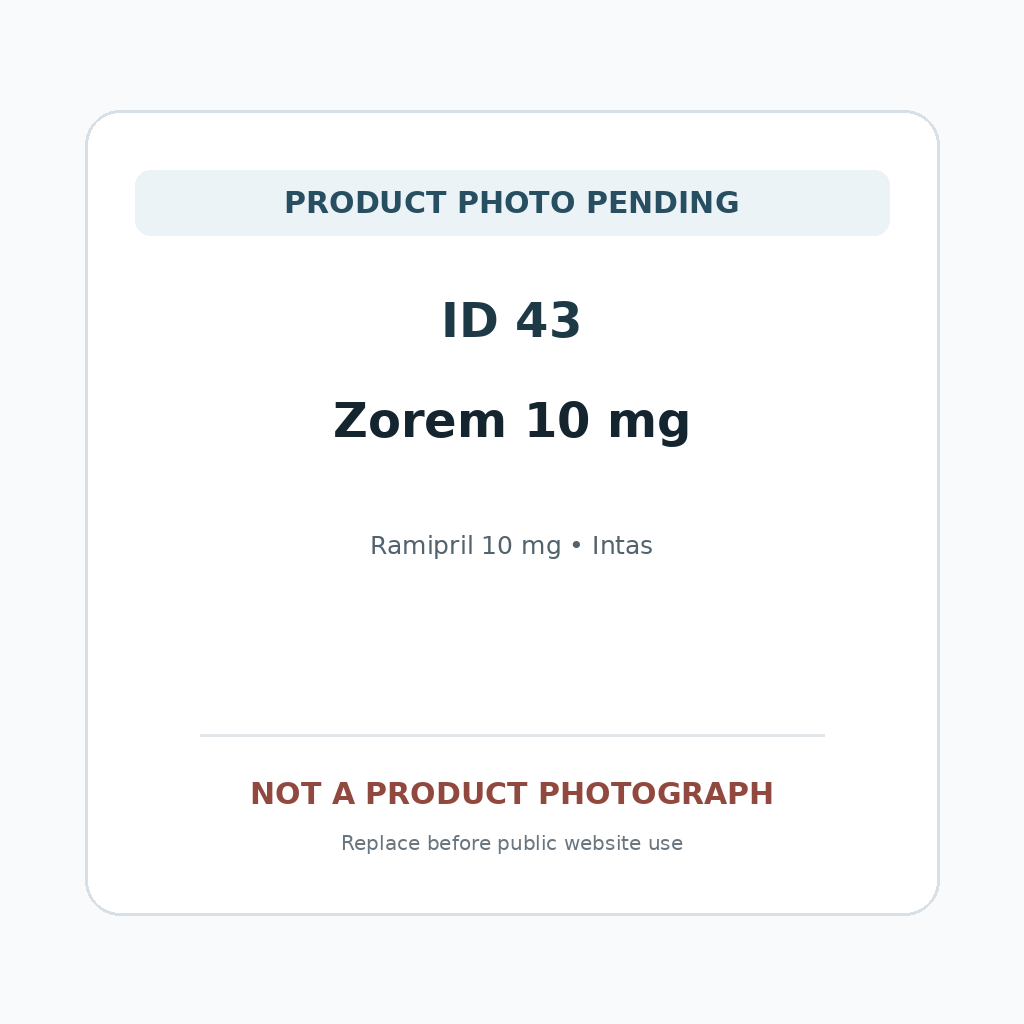 PRODUCT PHOTO PENDING
ID 43
Zorem 10 mg
Ramipril 10 mg • Intas
NOT A PRODUCT PHOTOGRAPH
Replace before public website use